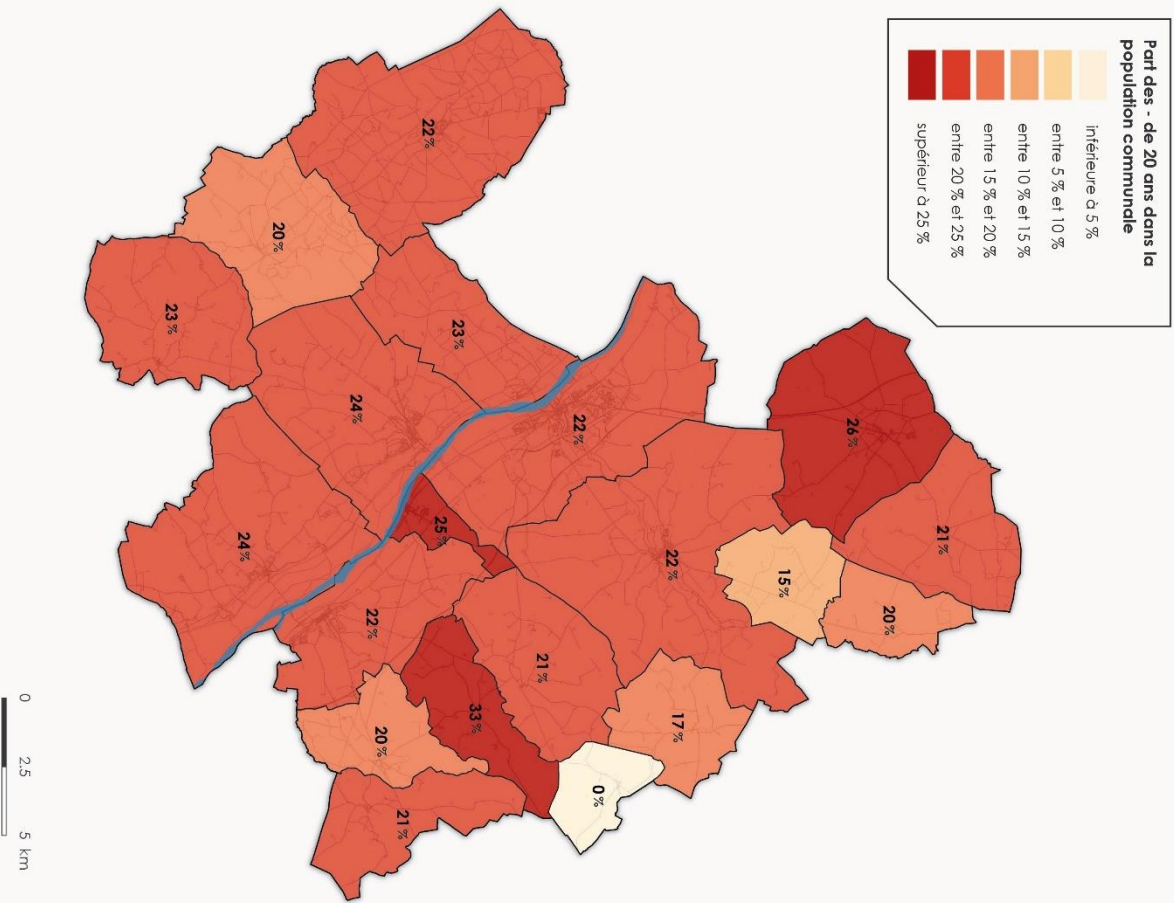 Part des - de 20 ans dans la
population communale
inférieure à 5 %
entre 5 % et 10 %
entre 10 % et 15 %
entre 15 % et 20 %
entre 20 % et 25 %
supérieur à 25 %
21 %
20 %
26 %
15 %
17 %
22 %
0 %
22 %
21 %
33 %
23 %
25 %
22 %
21 %
20 %
22 %
24 %
20 %
24 %
23 %
0 2.5 5 km